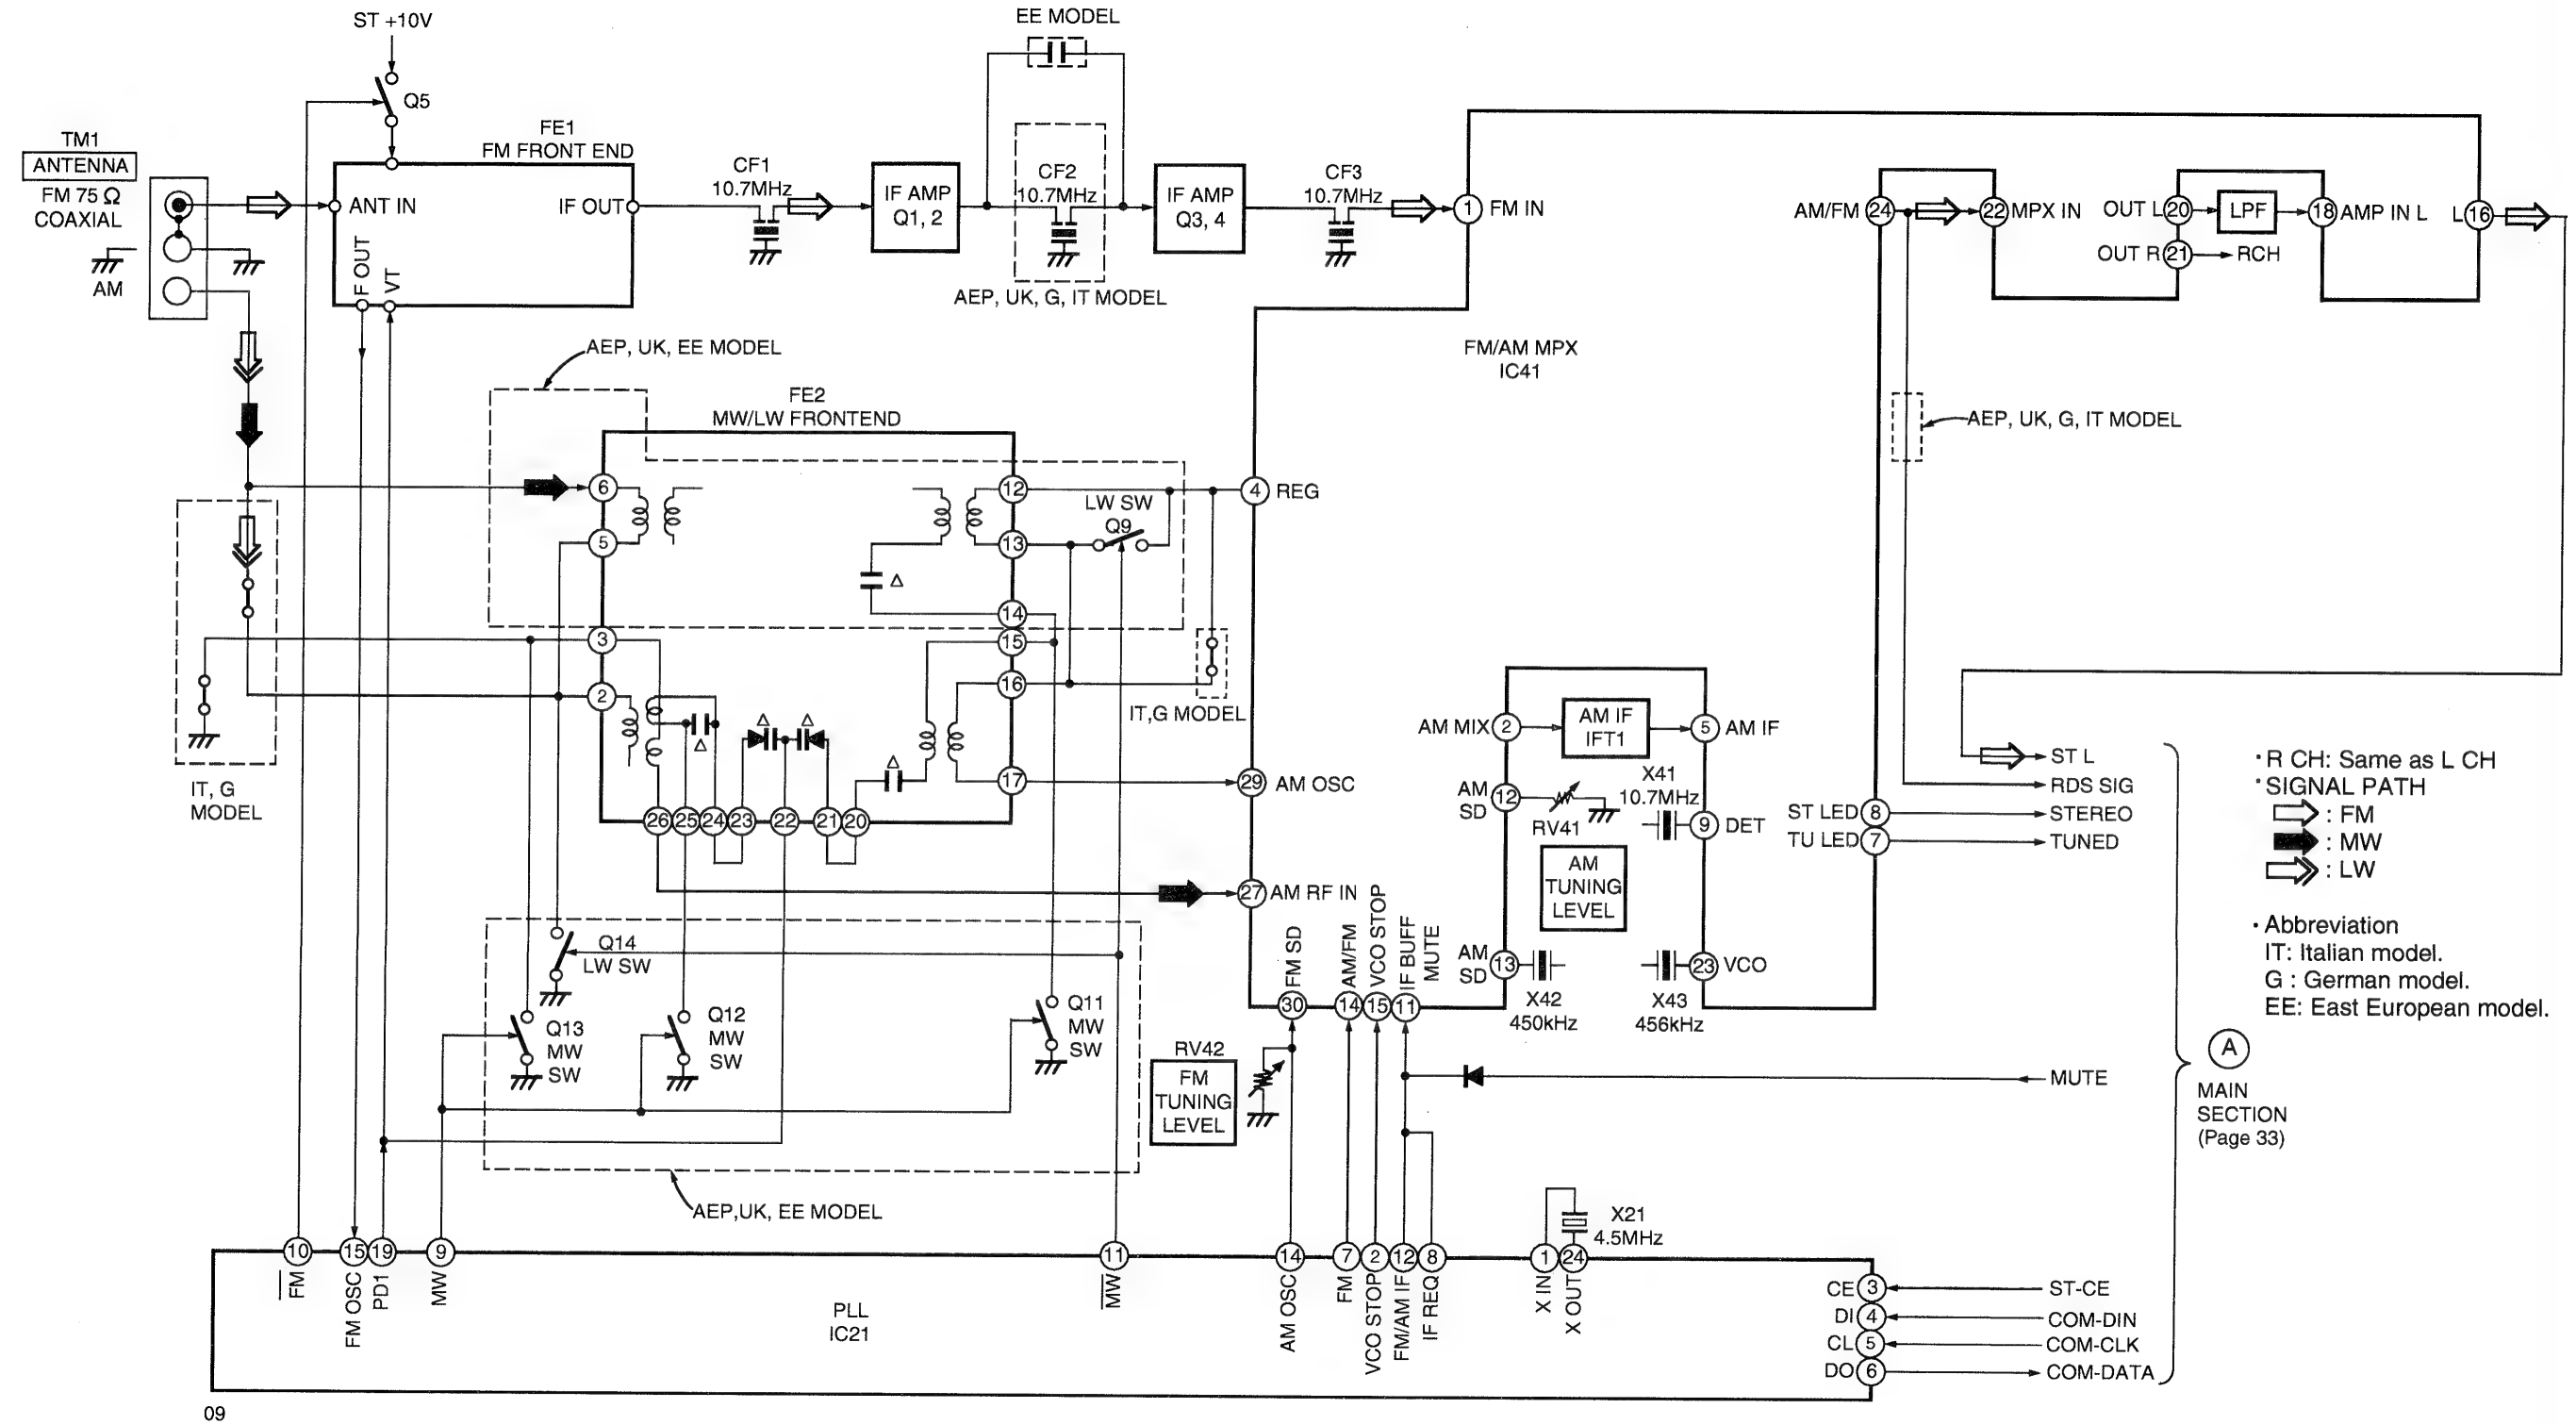 ST +10V
Q5
TM1
ANTENNA
FM 75 Ω
COAXIAL
AM
FE1
FM FRONT END
ANT IN
IF OUT
F OUT
VT
CF1
10.7MHz
IF AMP
Q1, 2
EE MODEL
CF2
10.7MHz
AEP, UK, G, IT MODEL
IF AMP
Q3, 4
CF3
10.7MHz
1
FM IN
FM/AM MPX
IC41
AM/FM
24
22
MPX IN
OUT L
20
LPF
18
AMP IN L
L
16
OUT R
21
RCH
AEP, UK, G, IT MODEL
AEP, UK, EE MODEL
FE2
MW/LW FRONTEND
6
5
3
2
12
13
14
15
16
17
LW SW
Q9
4
REG
IT,G MODEL
IT, G
MODEL
△
△
△
△
△
26
25
24
23
22
21
20
29
AM OSC
27
AM RF IN
AM MIX
2
AM IF
IFT1
5
AM IF
AM
SD
12
RV41
X41
10.7MHz
9
DET
AM
TUNING
LEVEL
AM
SD
13
X42
450kHz
X43
456kHz
23
VCO
ST LED
8
TU LED
7
ST L
RDS SIG
STEREO
TUNED
• R CH: Same as L CH
• SIGNAL PATH
: FM
: MW
: LW
• Abbreviation
IT: Italian model.
G : German model.
EE: East European model.
A
MAIN
SECTION
(Page 33)
FM SD
AM/FM
VCO STOP
IF BUFF
MUTE
30
14
15
11
Q14
LW SW
Q13
MW
SW
Q12
MW
SW
Q11
MW
SW
RV42
FM
TUNING
LEVEL
MUTE
AEP,UK, EE MODEL
X21
4.5MHz
10
15
19
9
11
14
7
2
12
8
1
24
FM
FM OSC
PD1
MW
MW
AM OSC
FM
VCO STOP
FM/AM IF
IF REQ
X IN
X OUT
PLL
IC21
CE
3
ST-CE
DI
4
COM-DIN
CL
5
COM-CLK
DO
6
COM-DATA
09